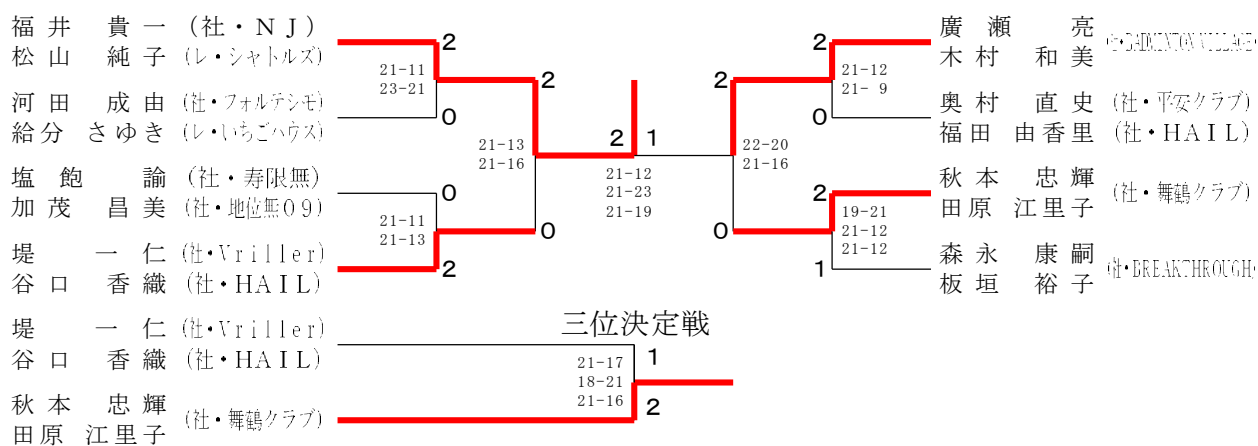 福井 貴一 (社・NJ)
松山 純子 (レ・シャトルズ)
河田 成由 (社・フォルテシモ)
給分 さゆき (レ・いちごハウス)
塩飽 諭 (社・寿限無)
加茂 昌美 (社・地位無09)
堤 一仁 (社・Vriller)
谷口 香織 (社・HAIL)
2
21-11
23-21
0
0
21-11
21-13
2
2
21-13
21-16
0
2 1
21-12
21-23
21-19
2
22-20
21-16
0
2
21-12
21- 9
0
2
19-21
21-12
21-12
1
廣瀬 亮
木村 和美
(社・BADMINTON VILLAGE)
奥村 直史 (社・平安クラブ)
福田 由香里 (社・HAIL)
秋本 忠輝
田原 江里子
(社・舞鶴クラブ)
森永 康嗣
板垣 裕子
(社・BREAKTHROUGH)
三位決定戦
堤 一仁 (社・Vriller)
谷口 香織 (社・HAIL)
秋本 忠輝
田原 江里子
(社・舞鶴クラブ)
1
21-17
18-21
21-16
2